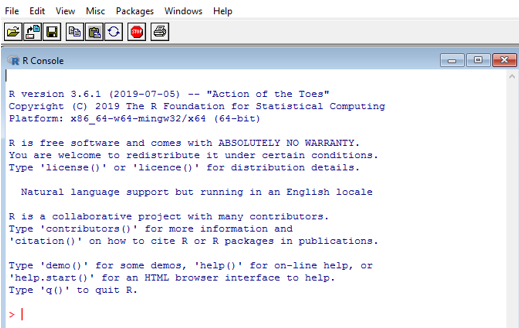 File Edit View Misc Packages Windows Help
STOP
R Console
R version 3.6.1 (2019-07-05) -- "Action of the Toes"
Copyright (C) 2019 The R Foundation for Statistical Computing
Platform: x86_64-w64-mingw32/x64 (64-bit)
R is free software and comes with ABSOLUTELY NO WARRANTY.
You are welcome to redistribute it under certain conditions.
Type 'license()' or 'licence()' for distribution details.
Natural language support but running in an English locale
R is a collaborative project with many contributors.
Type 'contributors()' for more information and
'citation()' on how to cite R or R packages in publications.
Type 'demo()' for some demos, 'help()' for on-line help, or
'help.start()' for an HTML browser interface to help.
Type 'q()' to quit R.
>